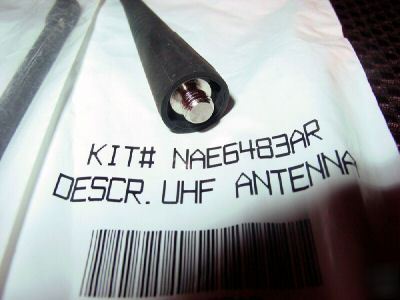 KIT# NAE6483AR
DESCR. UHF ANTENNA